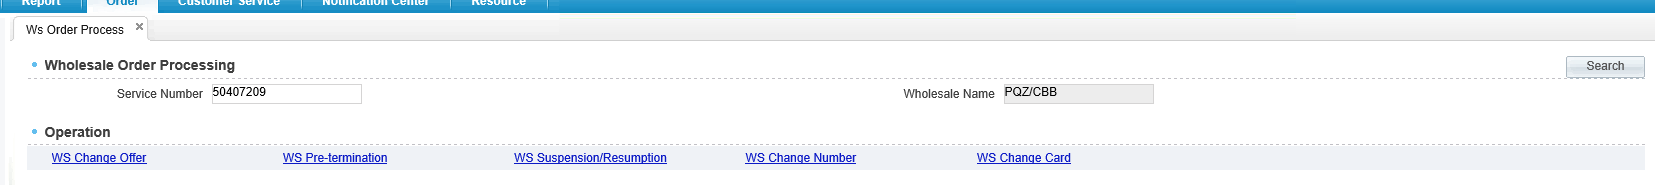 Report Order Customer Service Notification Center Resource
Ws Order Process
Wholesale Order Processing Search
Service Number 50407209 Wholesale Name PQZ/CBB
Operation
WS Change Offer WS Pre-termination WS Suspension/Resumption WS Change Number WS Change Card